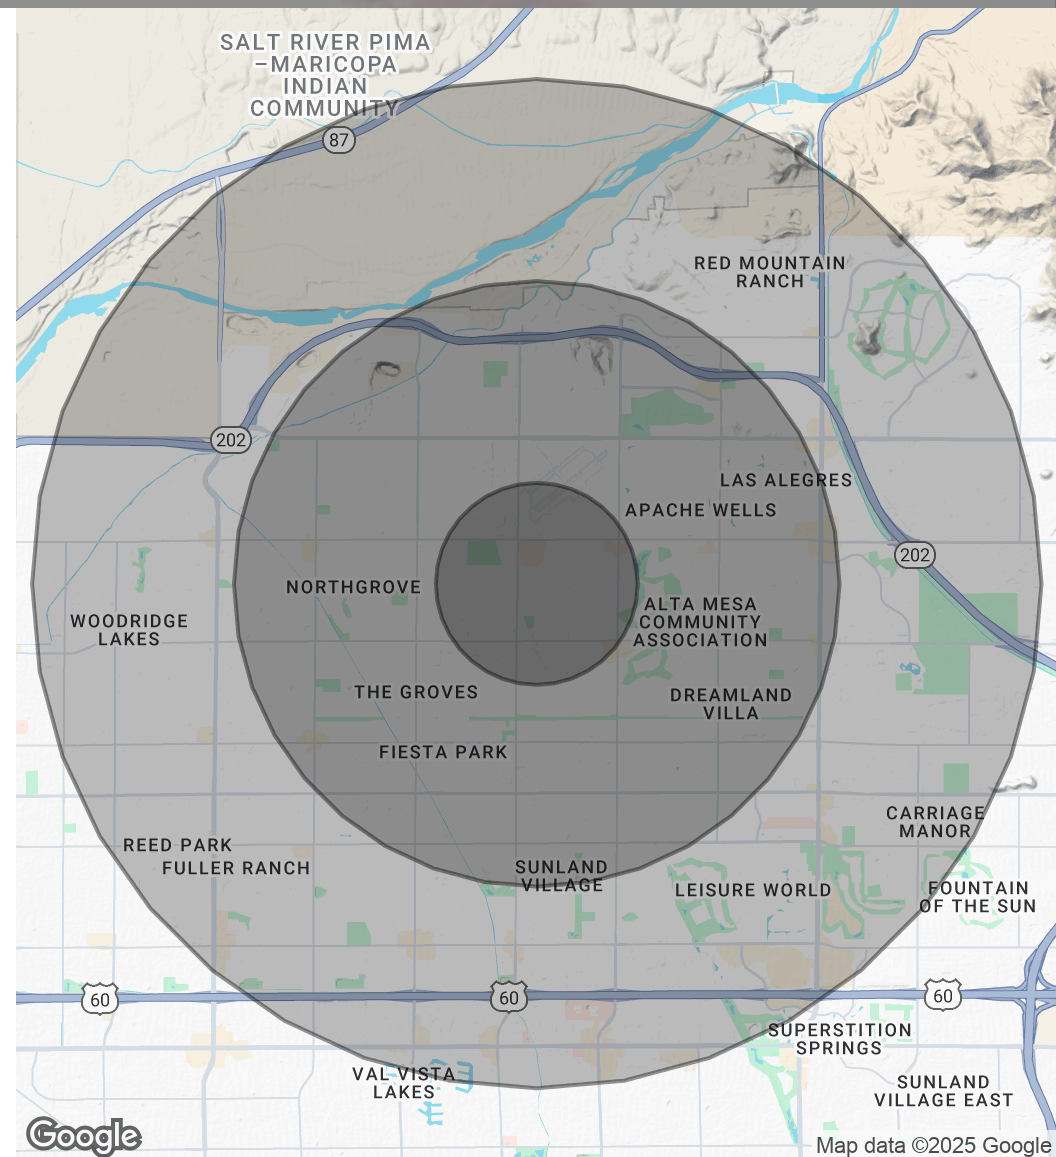 SALT RIVER PIMA
–MARICOPA
INDIAN
COMMUNITY
87
RED MOUNTAIN
RANCH
202
LAS ALEGRES
APACHE WELLS
202
NORTHGROVE
ALTA MESA
COMMUNITY
ASSOCIATION
WOODRIDGE
LAKES
THE GROVES
DREAMLAND
VILLA
FIESTA PARK
CARRIAGE
MANOR
REED PARK
FULLER RANCH
SUNLAND
VILLAGE
LEISURE WORLD
FOUNTAIN
OF THE SUN
60
60
60
SUPERSTITION
SPRINGS
VAL VISTA
LAKES
SUNLAND
VILLAGE EAST
Google
Map data ©2025 Google